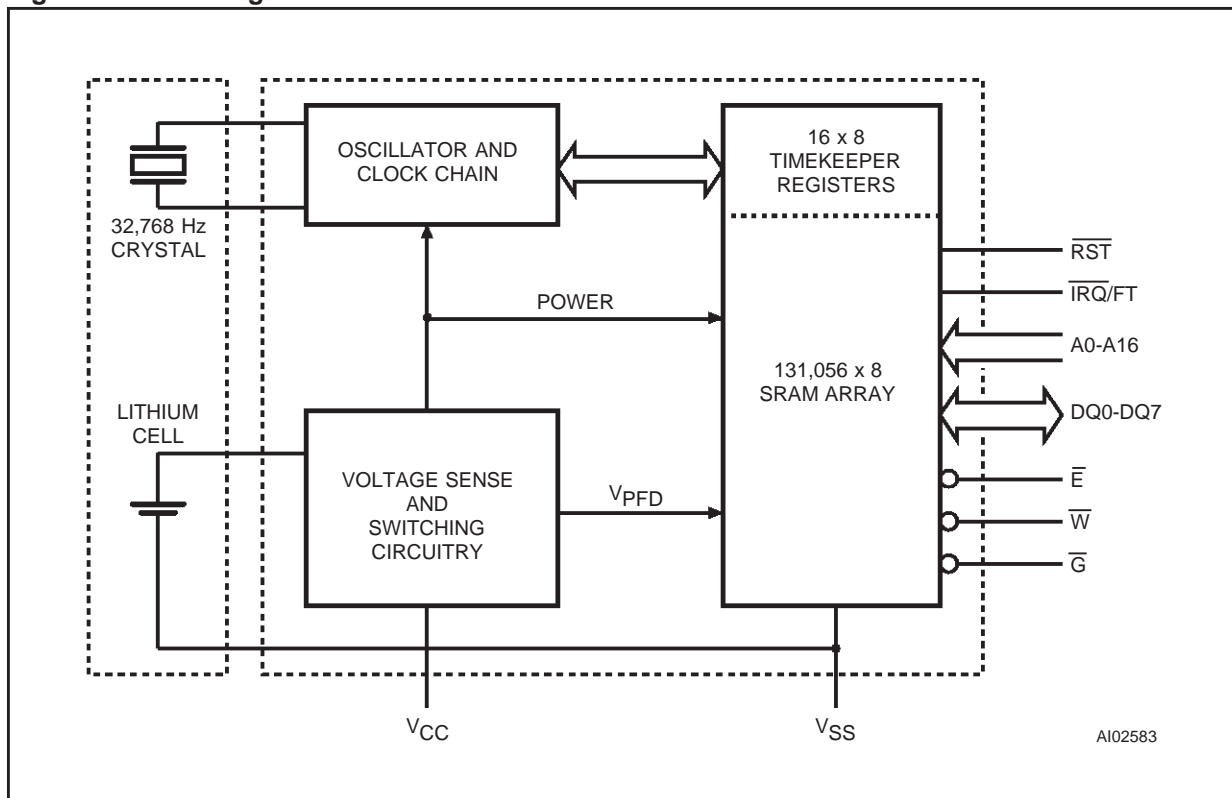 OSCILLATOR AND
CLOCK CHAIN
16 x 8
TIMEKEEPER
REGISTERS
32,768 Hz
CRYSTAL
RST
IRQ/FT
POWER
A0-A16
131,056 x 8
SRAM ARRAY
DQ0-DQ7
LITHIUM
CELL
VOLTAGE SENSE
AND
SWITCHING
CIRCUITRY
VPFD
E
W
G
VCC
VSS
AI02583